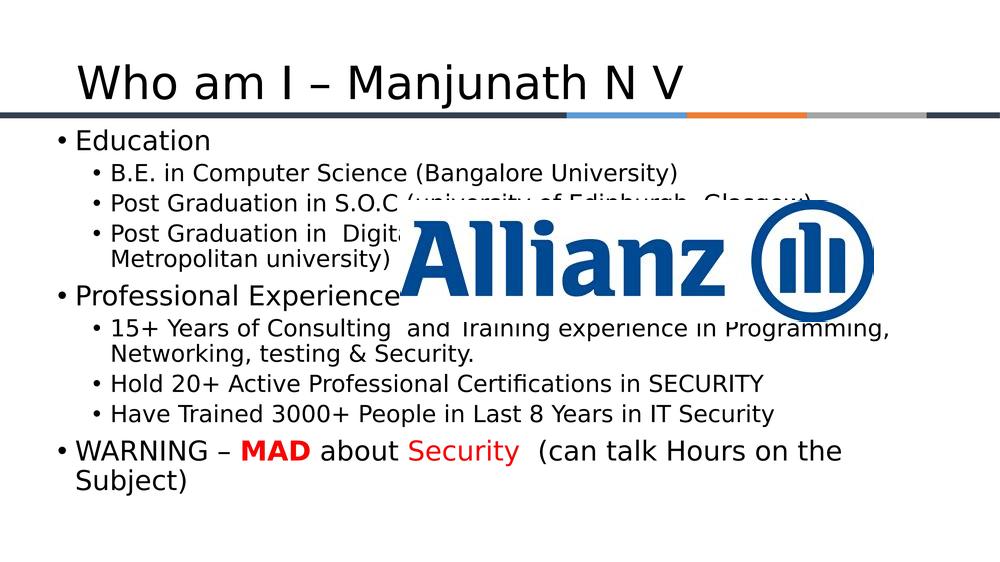 Who am I – Manjunath N V
• Education
• B.E. in Computer Science (Bangalore University)
• Post Graduation in S.O.C (university of Edinburgh, Glasgow)
• Post Graduation in
Metropolitan university)
Allianz
• Professional Experience
• 15+ Years of Consulting and Training experience in Programming,
Networking, testing & Security.
• Hold 20+ Active Professional Certifications in SECURITY
• Have Trained 3000+ People in Last 8 Years in IT Security
• WARNING – MAD about Security (can talk Hours on the
Subject)